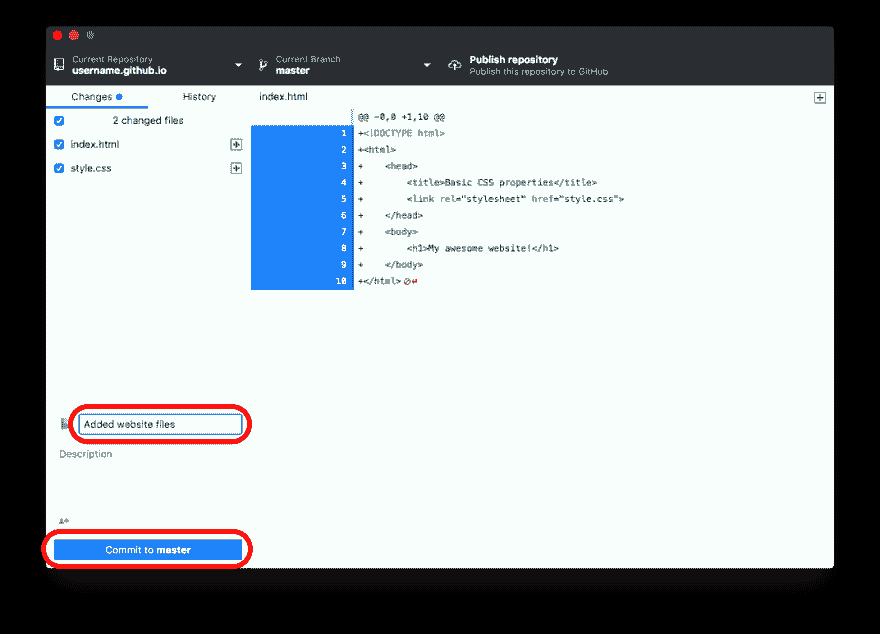 Current Repository
username.github.io
Current Branch
master
Publish repository
Publish this repository to GitHub
Changes
History
index.html
2 changed files
index.html
style.css
@@ -0,0 +1,10 @@
1 +<!DOCTYPE html>
2 +<html>
3 +    <head>
4 +        <title>Basic CSS properties</title>
5 +        <link rel="stylesheet" href="style.css">
6 +    </head>
7 +    <body>
8 +        <h1>My awesome website!</h1>
9 +    </body>
10 +</html>
Added website files
Description
Commit to master